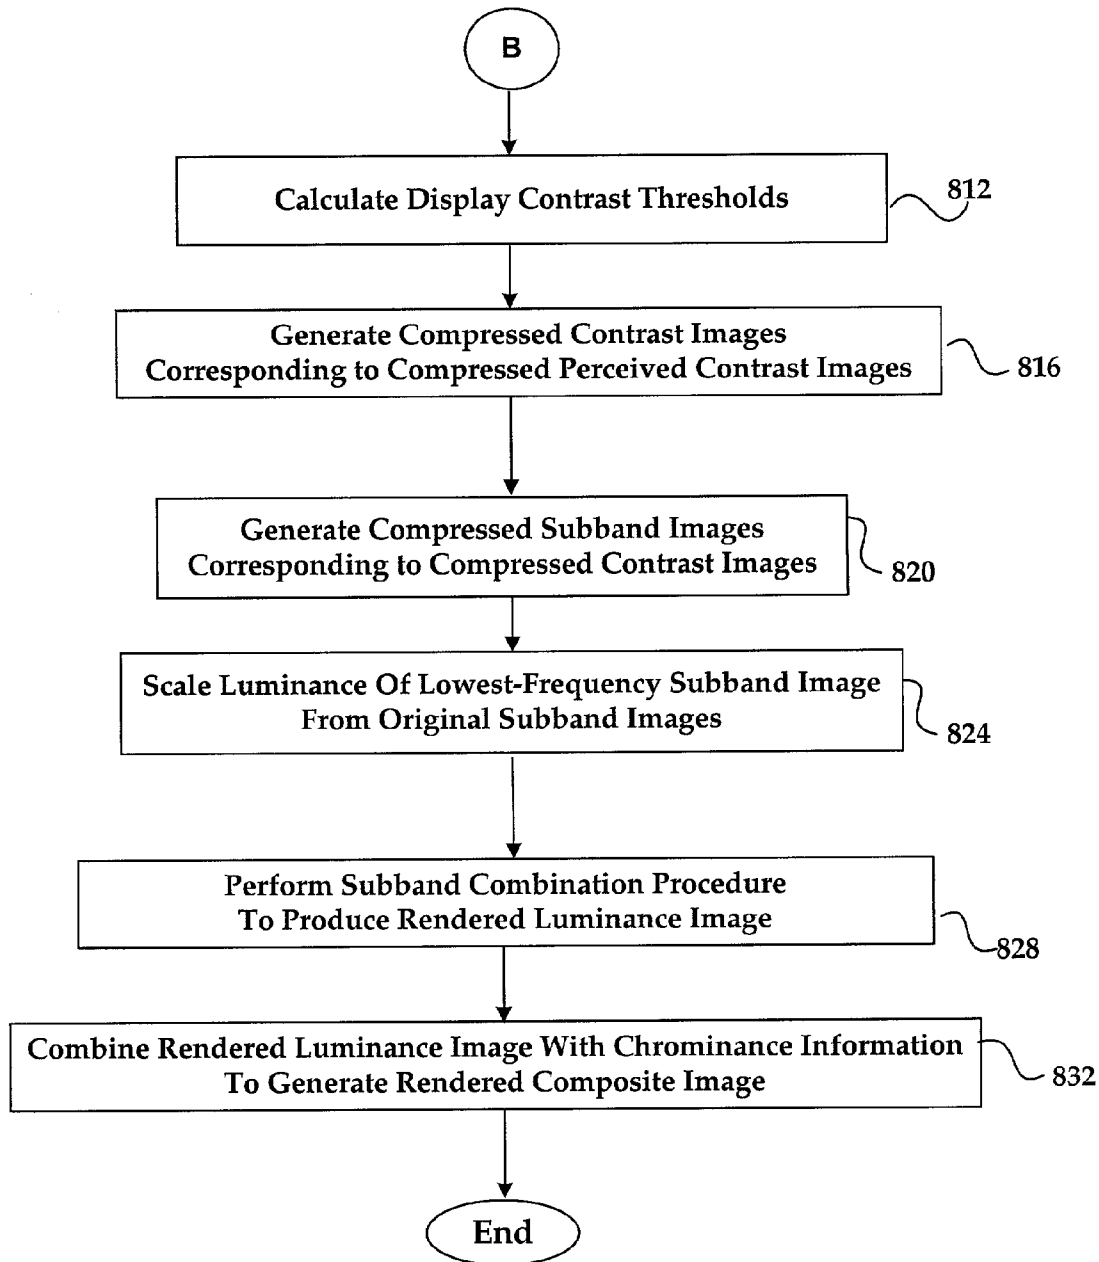 B
Calculate Display Contrast Thresholds
812
Generate Compressed Contrast Images
Corresponding to Compressed Perceived Contrast Images
816
Generate Compressed Subband Images
Corresponding to Compressed Contrast Images
820
Scale Luminance Of Lowest-Frequency Subband Image
From Original Subband Images
824
Perform Subband Combination Procedure
To Produce Rendered Luminance Image
828
Combine Rendered Luminance Image With Chrominance Information
To Generate Rendered Composite Image
832
End